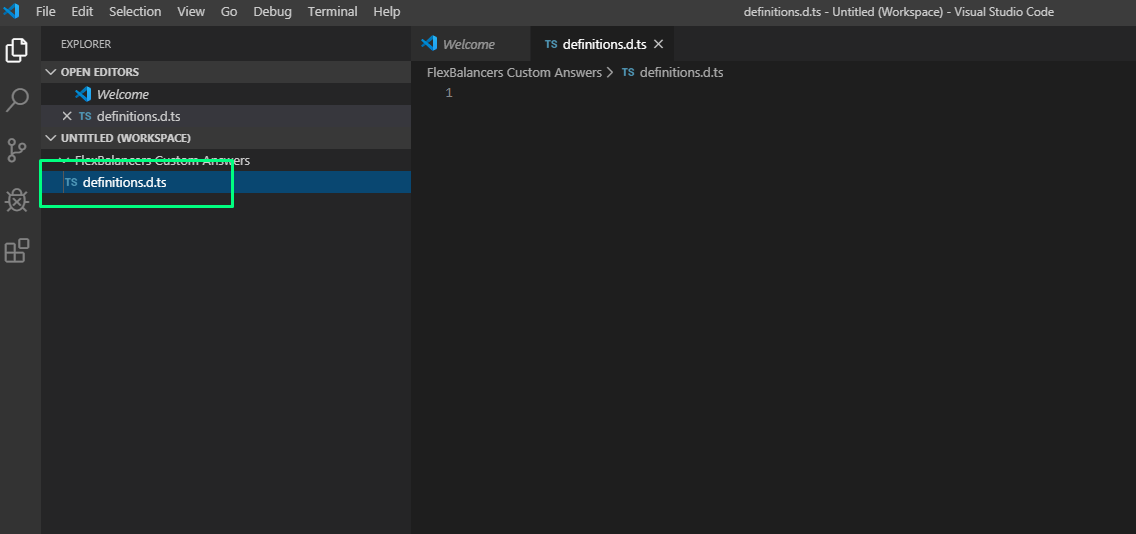 File Edit Selection View Go Debug Terminal Help definitions.d.ts - Untitled (Workspace) - Visual Studio Code
EXPLORER
OPEN EDITORS
Welcome
TS definitions.d.ts
UNTITLED (WORKSPACE)
FlexBalancers Custom Answers
TS definitions.d.ts
Welcome TS definitions.d.ts
FlexBalancers Custom Answers TS definitions.d.ts
1